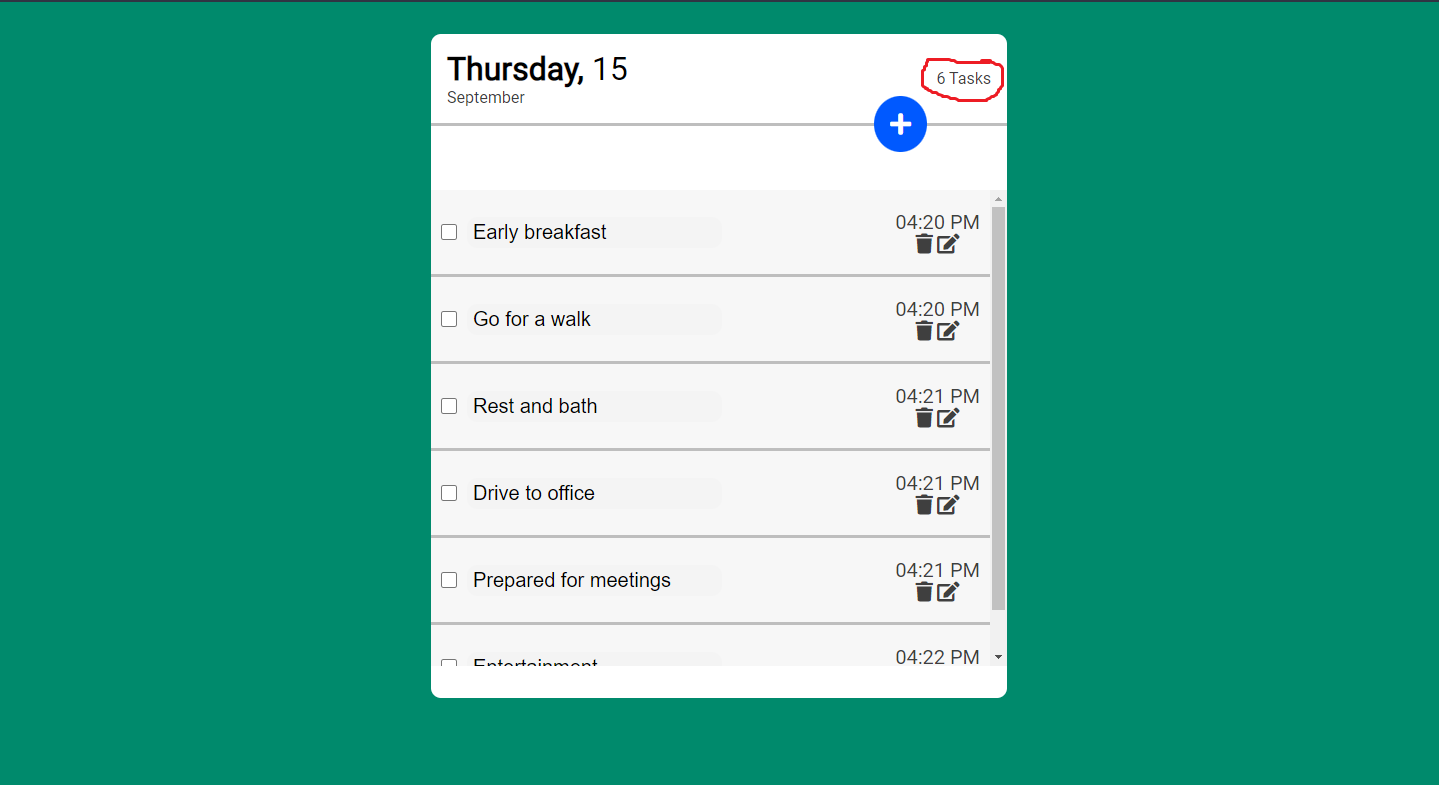 Thursday, 15
September
6 Tasks
Early breakfast
04:20 PM
Go for a walk
04:20 PM
Rest and bath
04:21 PM
Drive to office
04:21 PM
Prepared for meetings
04:21 PM
Entertainment
04:22 PM